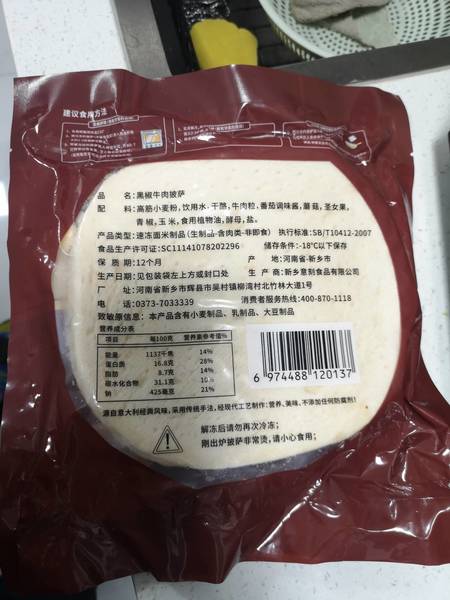 建议食用方法
品 名:黑椒牛肉披萨
配 料:高筋小麦粉,饮用水,干酪,牛肉粒,番茄调味酱,蘑菇,圣女果,
青椒,玉米,食用植物油,酵母,盐。
产品类型:速冻面米制品(生制品-含肉类-非即食) 执行标准:SB/T10412-2007
食品生产许可证:SC11141078202296 储存条件:-18℃以下保存
保 质 期:12个月 产 地:河南省·新乡市
生产日期:见包装袋左上方或封口处 生 产 商:新乡意刻食品有限公司
厂 址:河南省新乡市辉县市吴村镇柳湾村北竹林大道1号
电 话:0373-7033339 消费者服务热线:400-870-1118
致敏原信息:本产品含有小麦制品、乳制品、大豆制品
营养成分表
项目 每100克 营养素参考值%
能量 1137千焦 14%
蛋白质 16.8克 28%
脂肪 8.7克 14%
碳水化合物 31.1克
钠 425毫克 21%
6 974488 120137
源自意大利经典风味,采用传统手法,经现代工艺制作:营养、美味、不添加任何防腐剂!
解冻后请勿再次冷冻;
刚出炉披萨非常烫,请小心食用;